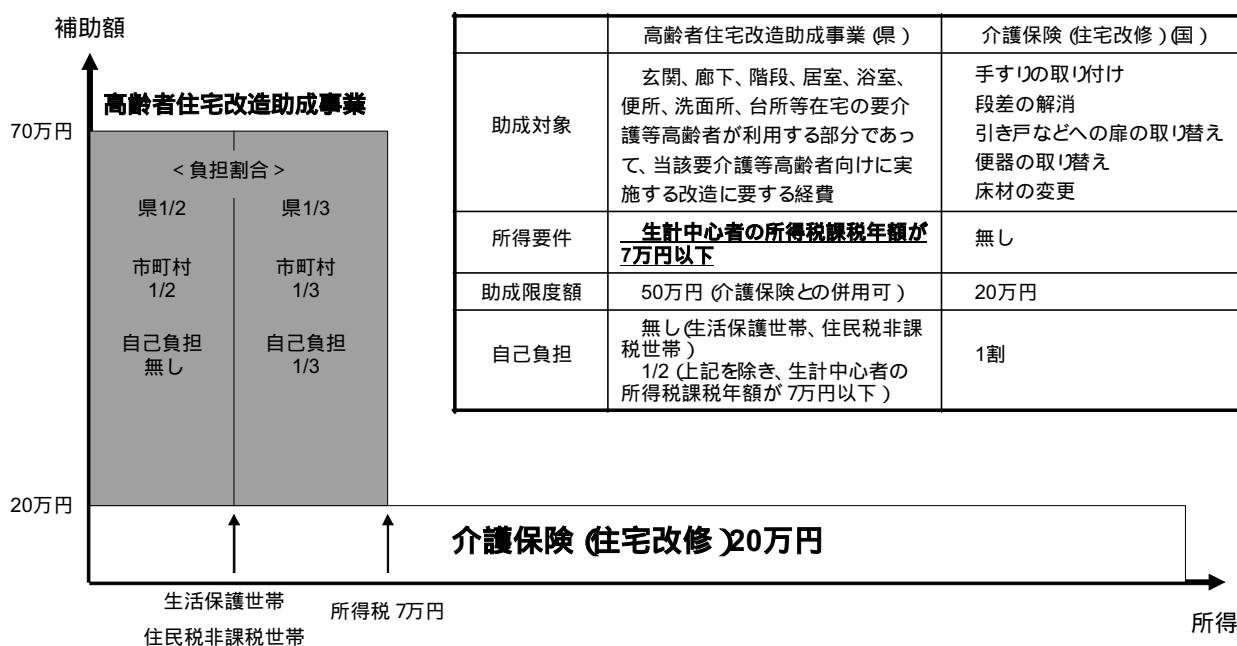 補助額
高齢者住宅改造助成事業
70万円
＜負担割合＞
県1/2
県1/3
市町村
1/2
市町村
1/3
自己負担
無し
自己負担
1/3
20万円
介護保険（住宅改修）20万円
生活保護世帯
住民税非課税世帯
所得税7万円
所得
高齢者住宅改造助成事業（県）
介護保険（住宅改修）（国）
助成対象
玄関、廊下、階段、居室、浴室、
便所、洗面所、台所等在宅の要介
護等高齢者が利用する部分であっ
て、当該要介護等高齢者向けに実
施する改造に要する経費
手すりの取り付け
段差の解消
引き戸などへの扉の取り替え
便器の取り替え
床材の変更
所得要件
生計中心者の所得税課税年額が
7万円以下
無し
助成限度額
50万円（介護保険との併用可）
20万円
自己負担
無し（生活保護世帯、住民税非課
税世帯）
1/2（上記を除き、生計中心者の
所得税課税年額が7万円以下）
1割